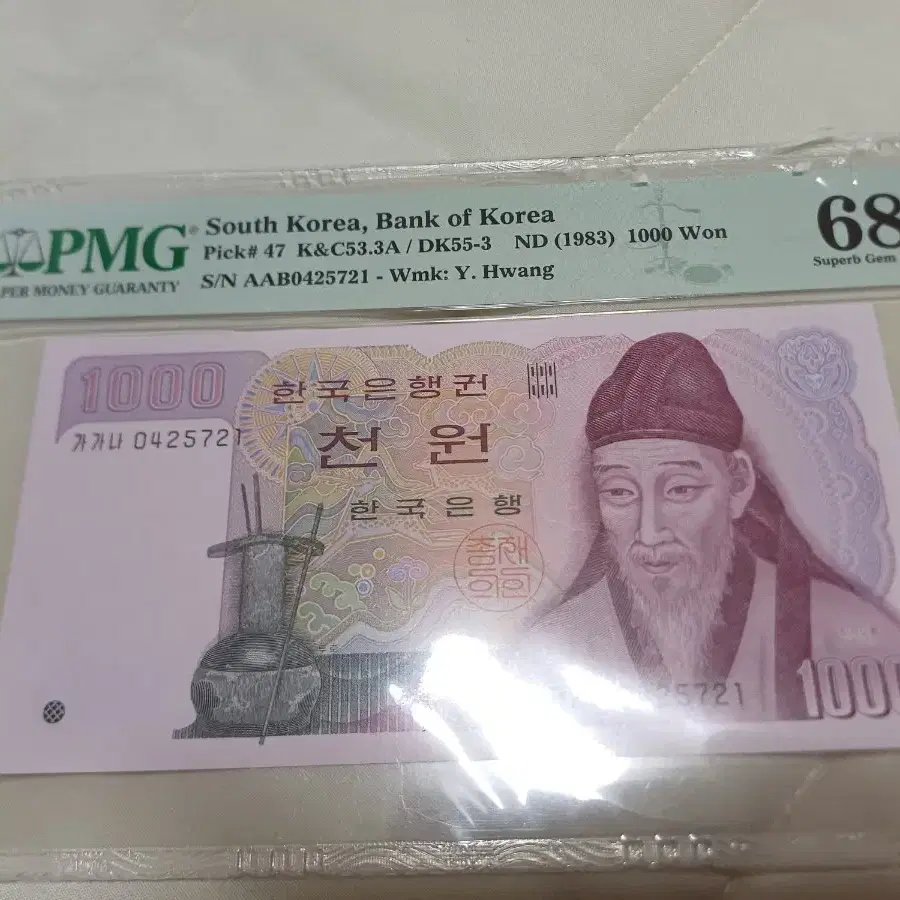 PMG
PER MONEY GUARANTY
South Korea, Bank of Korea
Pick# 47 K&C53.3A / DK55-3 ND (1983) 1000 Won
S/N AAB0425721 - Wmk: Y. Hwang
68
Superb Gem
1000
한국은행권
가가나 0425721
천 원
한국은행
총재의인
25721
1000